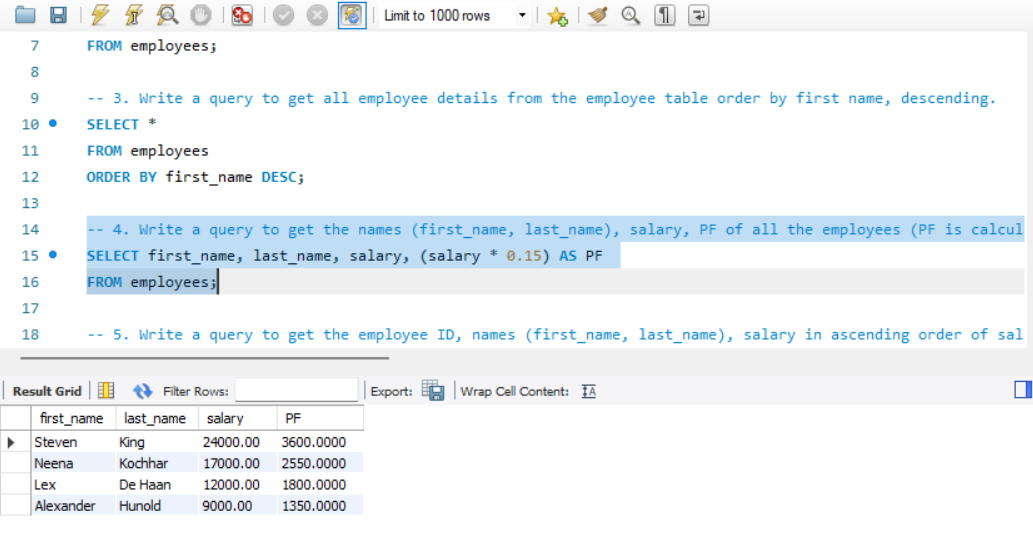 Limit to 1000 rows
7 FROM employees;
8
9 -- 3. Write a query to get all employee details from the employee table order by first name, descending.
10 SELECT *
11 FROM employees
12 ORDER BY first_name DESC;
13
14 -- 4. Write a query to get the names (first_name, last_name), salary, PF of all the employees (PF is calcul
15 SELECT first_name, last_name, salary, (salary * 0.15) AS PF
16 FROM employees;
17
18 -- 5. Write a query to get the employee ID, names (first_name, last_name), salary in ascending order of sal
Result Grid Filter Rows: Export: Wrap Cell Content:
first_name last_name salary PF
Steven King 24000.00 3600.0000
Neena Kochhar 17000.00 2550.0000
Lex De Haan 12000.00 1800.0000
Alexander Hunold 9000.00 1350.0000